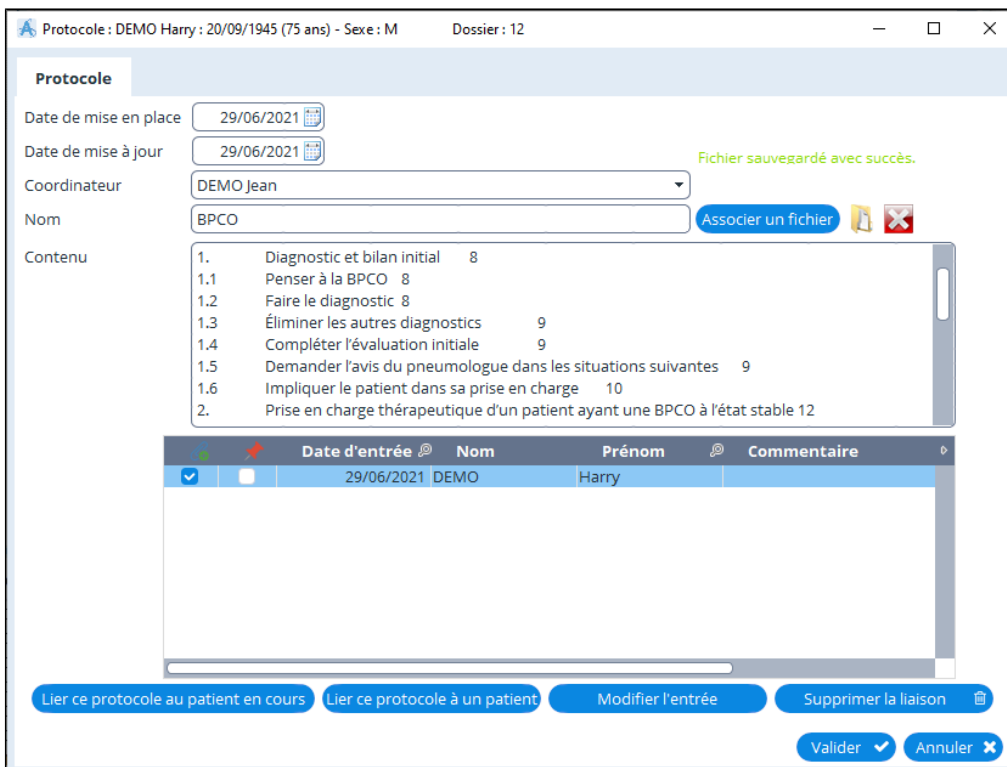 Protocole : DEMO Harry : 20/09/1945 (75 ans) - Sexe : M Dossier : 12
Protocole
Date de mise en place 29/06/2021
Date de mise à jour 29/06/2021
Fichier sauvegardé avec succès.
Coordinateur DEMO Jean
Nom BPCO Associer un fichier
Contenu
1. Diagnostic et bilan initial 8
1.1 Penser à la BPCO 8
1.2 Faire le diagnostic 8
1.3 Éliminer les autres diagnostics 9
1.4 Compléter l'évaluation initiale 9
1.5 Demander l'avis du pneumologue dans les situations suivantes 9
1.6 Impliquer le patient dans sa prise en charge 10
2. Prise en charge thérapeutique d'un patient ayant une BPCO à l'état stable 12
Date d'entrée Nom Prénom Commentaire
29/06/2021 DEMO Harry
Lier ce protocole au patient en cours Lier ce protocole à un patient Modifier l'entrée Supprimer la liaison
Valider Annuler